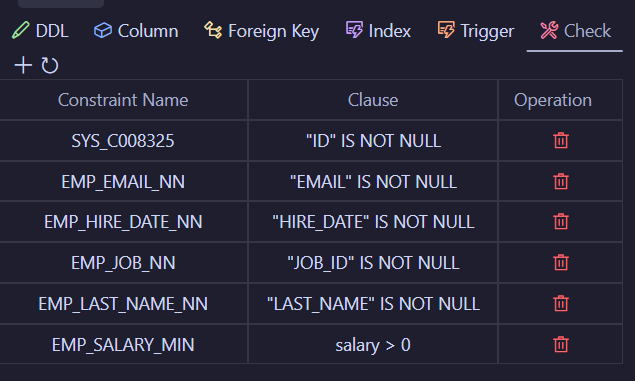 DDL Column Foreign Key Index Trigger Check
Constraint Name Clause Operation
SYS_C008325 "ID" IS NOT NULL
EMP_EMAIL_NN "EMAIL" IS NOT NULL
EMP_HIRE_DATE_NN "HIRE_DATE" IS NOT NULL
EMP_JOB_NN "JOB_ID" IS NOT NULL
EMP_LAST_NAME_NN "LAST_NAME" IS NOT NULL
EMP_SALARY_MIN salary > 0